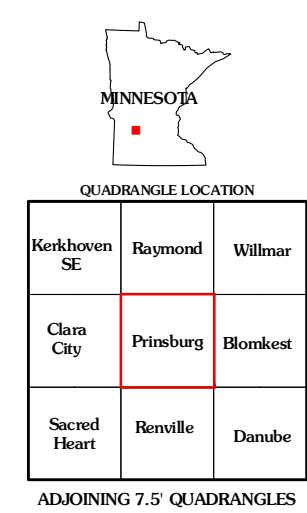 MINNESOTA
QUADRANGLE LOCATION
Kerkhoven
SE
Raymond
Willmar
Clara
City
Prinsburg
Blomkest
Sacred
Heart
Renville
Danube
ADJOINING 7.5' QUADRANGLES